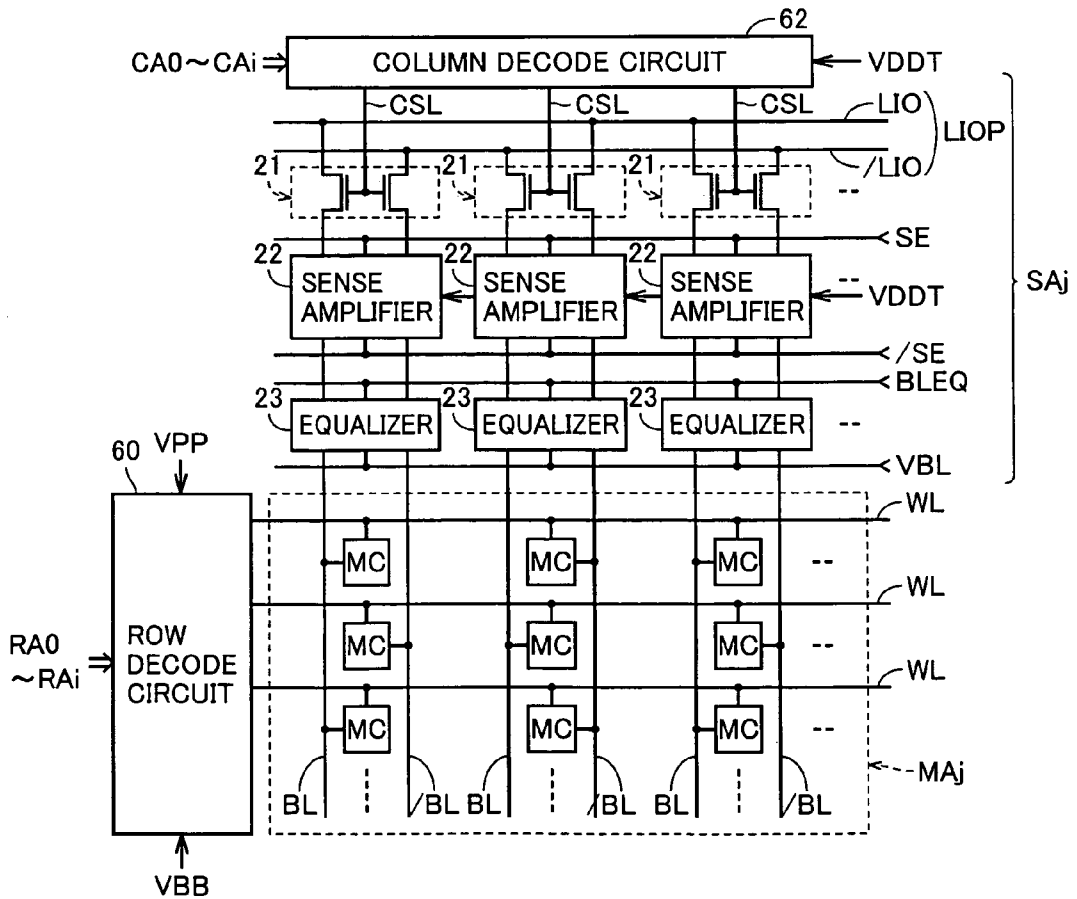 62
CA0~CAi
COLUMN DECODE CIRCUIT
VDDT
CSL CSL CSL
LIO
LIOP
/LIO
21 21 21
--
SE
22 22 22
SENSE AMPLIFIER
SENSE AMPLIFIER
SENSE AMPLIFIER
--
VDDT
SAj
/SE
BLEQ
23 23 23
EQUALIZER EQUALIZER EQUALIZER --
VBL
VPP
60
WL
MC MC MC --
WL
RA0
~RAi
ROW
DECODE
CIRCUIT
MC MC MC --
WL
MC MC MC --
MAj
BL /BL BL /BL BL /BL
VBB